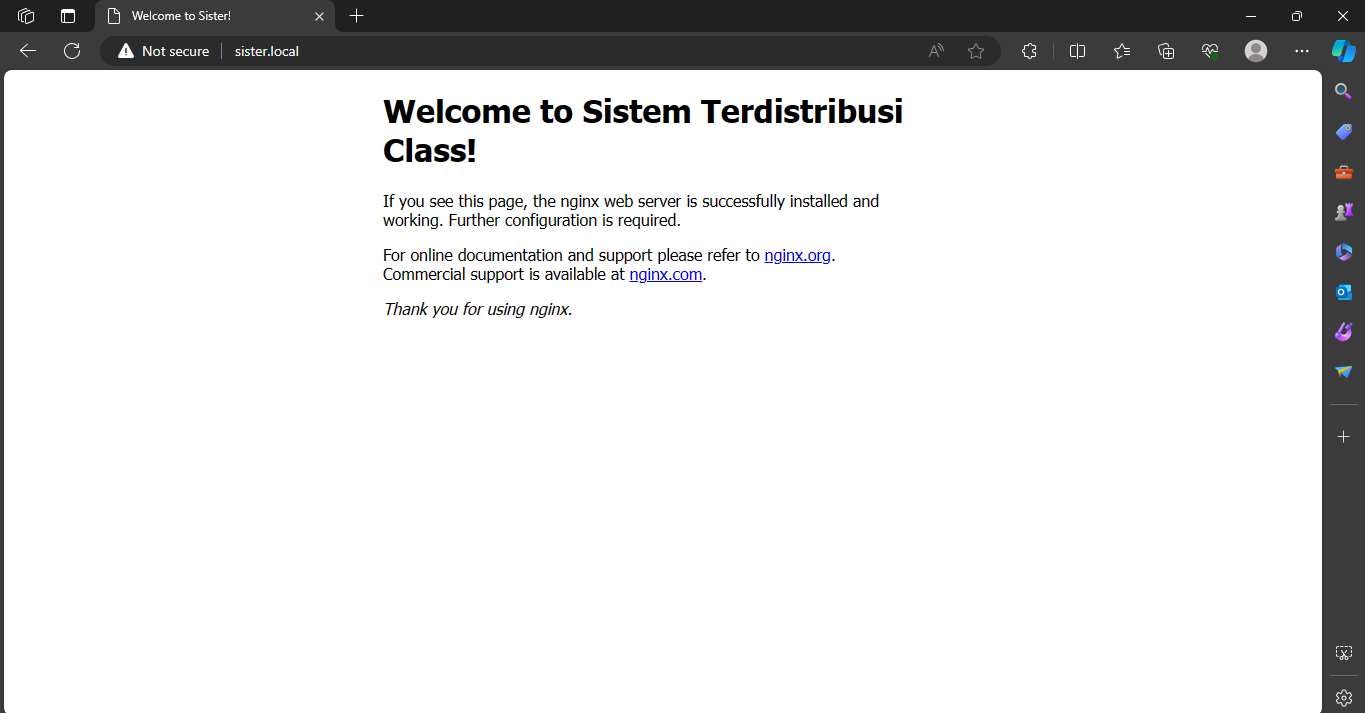 Welcome to Sister!
Not secure
sister.local
Welcome to Sistem Terdistribusi
Class!
If you see this page, the nginx web server is successfully installed and
working. Further configuration is required.
For online documentation and support please refer to nginx.org.
Commercial support is available at nginx.com.
Thank you for using nginx.